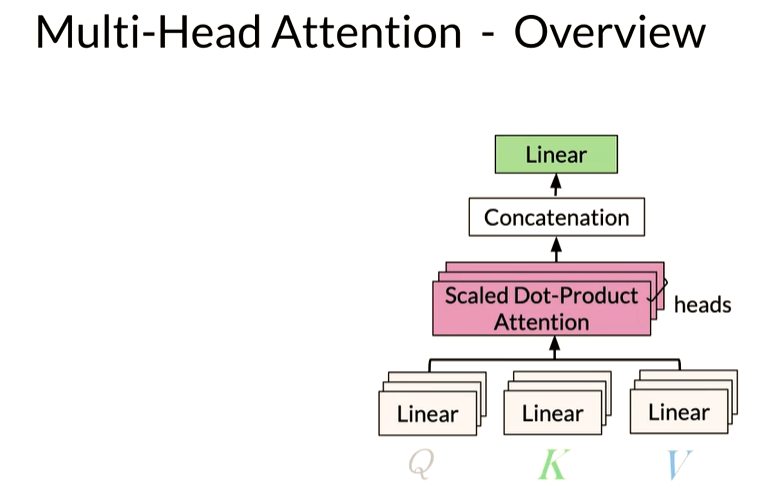 Multi-Head Attention - Overview
Linear
Concatenation
Scaled Dot-Product
Attention
heads
Linear
Linear
Linear
Q
K
V